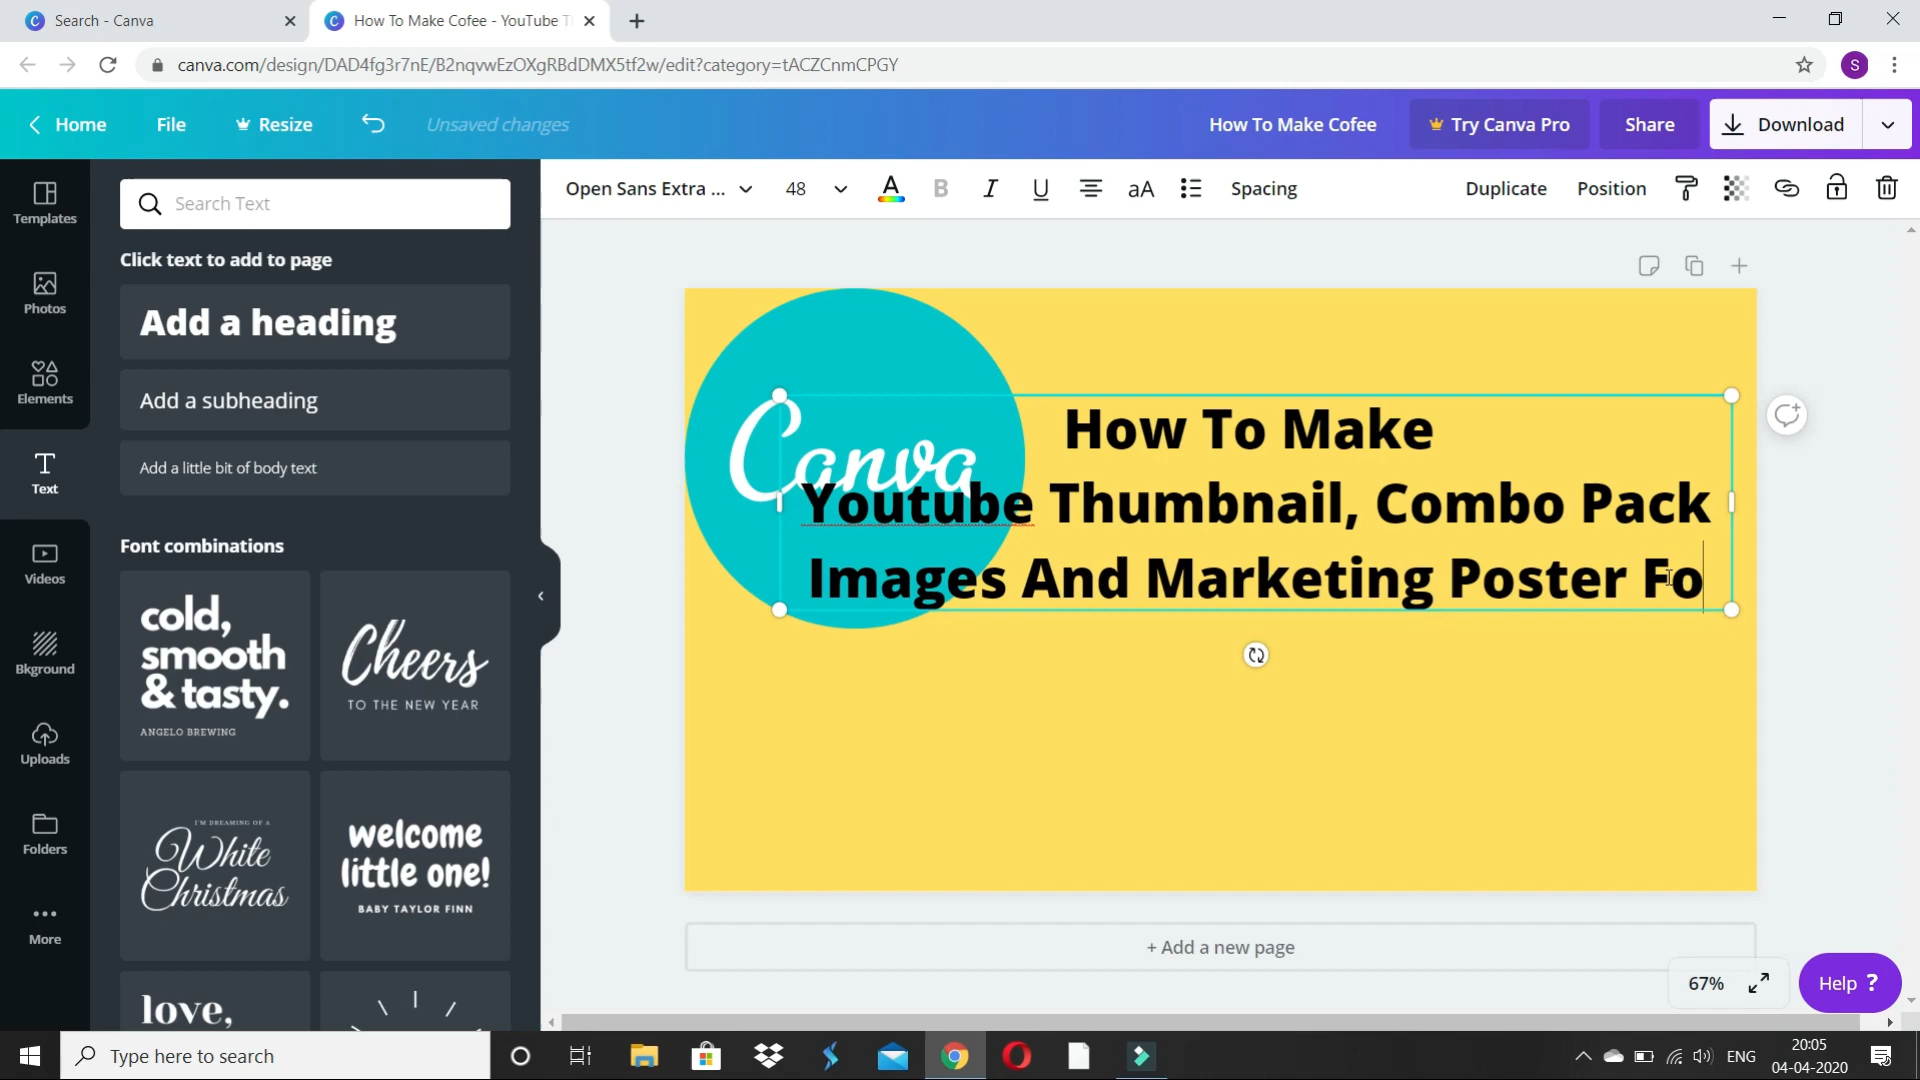 Search - Canva
How To Make Cofee - YouTube T
canva.com/design/DAD4fg3r7nE/B2nqvwEzOXgRBdDMX5tf2w/edit?category=tACZCnmCPGY
S
Home
File
Resize
Unsaved changes
How To Make Cofee
Try Canva Pro
Share
Download
Templates
Photos
Elements
Text
Videos
Bkground
Uploads
Folders
More
Search Text
Click text to add to page
Add a heading
Add a subheading
Add a little bit of body text
Font combinations
cold,
smooth
& tasty.
ANGELO BREWING
Cheers
TO THE NEW YEAR
I'M DREAMING OF A
White
Christmas
welcome
little one!
BABY TAYLOR FINN
love,
Open Sans Extra ...
48
A
B
I
U
aA
Spacing
Duplicate
Position
Canva
How To Make
Youtube Thumbnail, Combo Pack
Images And Marketing Poster Fo
+ Add a new page
67%
Help ?
Type here to search
ENG
20:05
04-04-2020